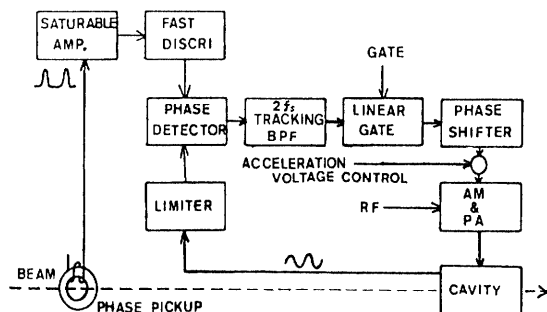 SATURABLE
AMP.
FAST
DISCRI
GATE
PHASE
DETECTOR
2fs
TRACKING
BPF
LINEAR
GATE
PHASE
SHIFTER
ACCELERATION
VOLTAGE CONTROL
LIMITER
RF
AM
&
PA
BEAM
CAVITY
PHASE PICKUP